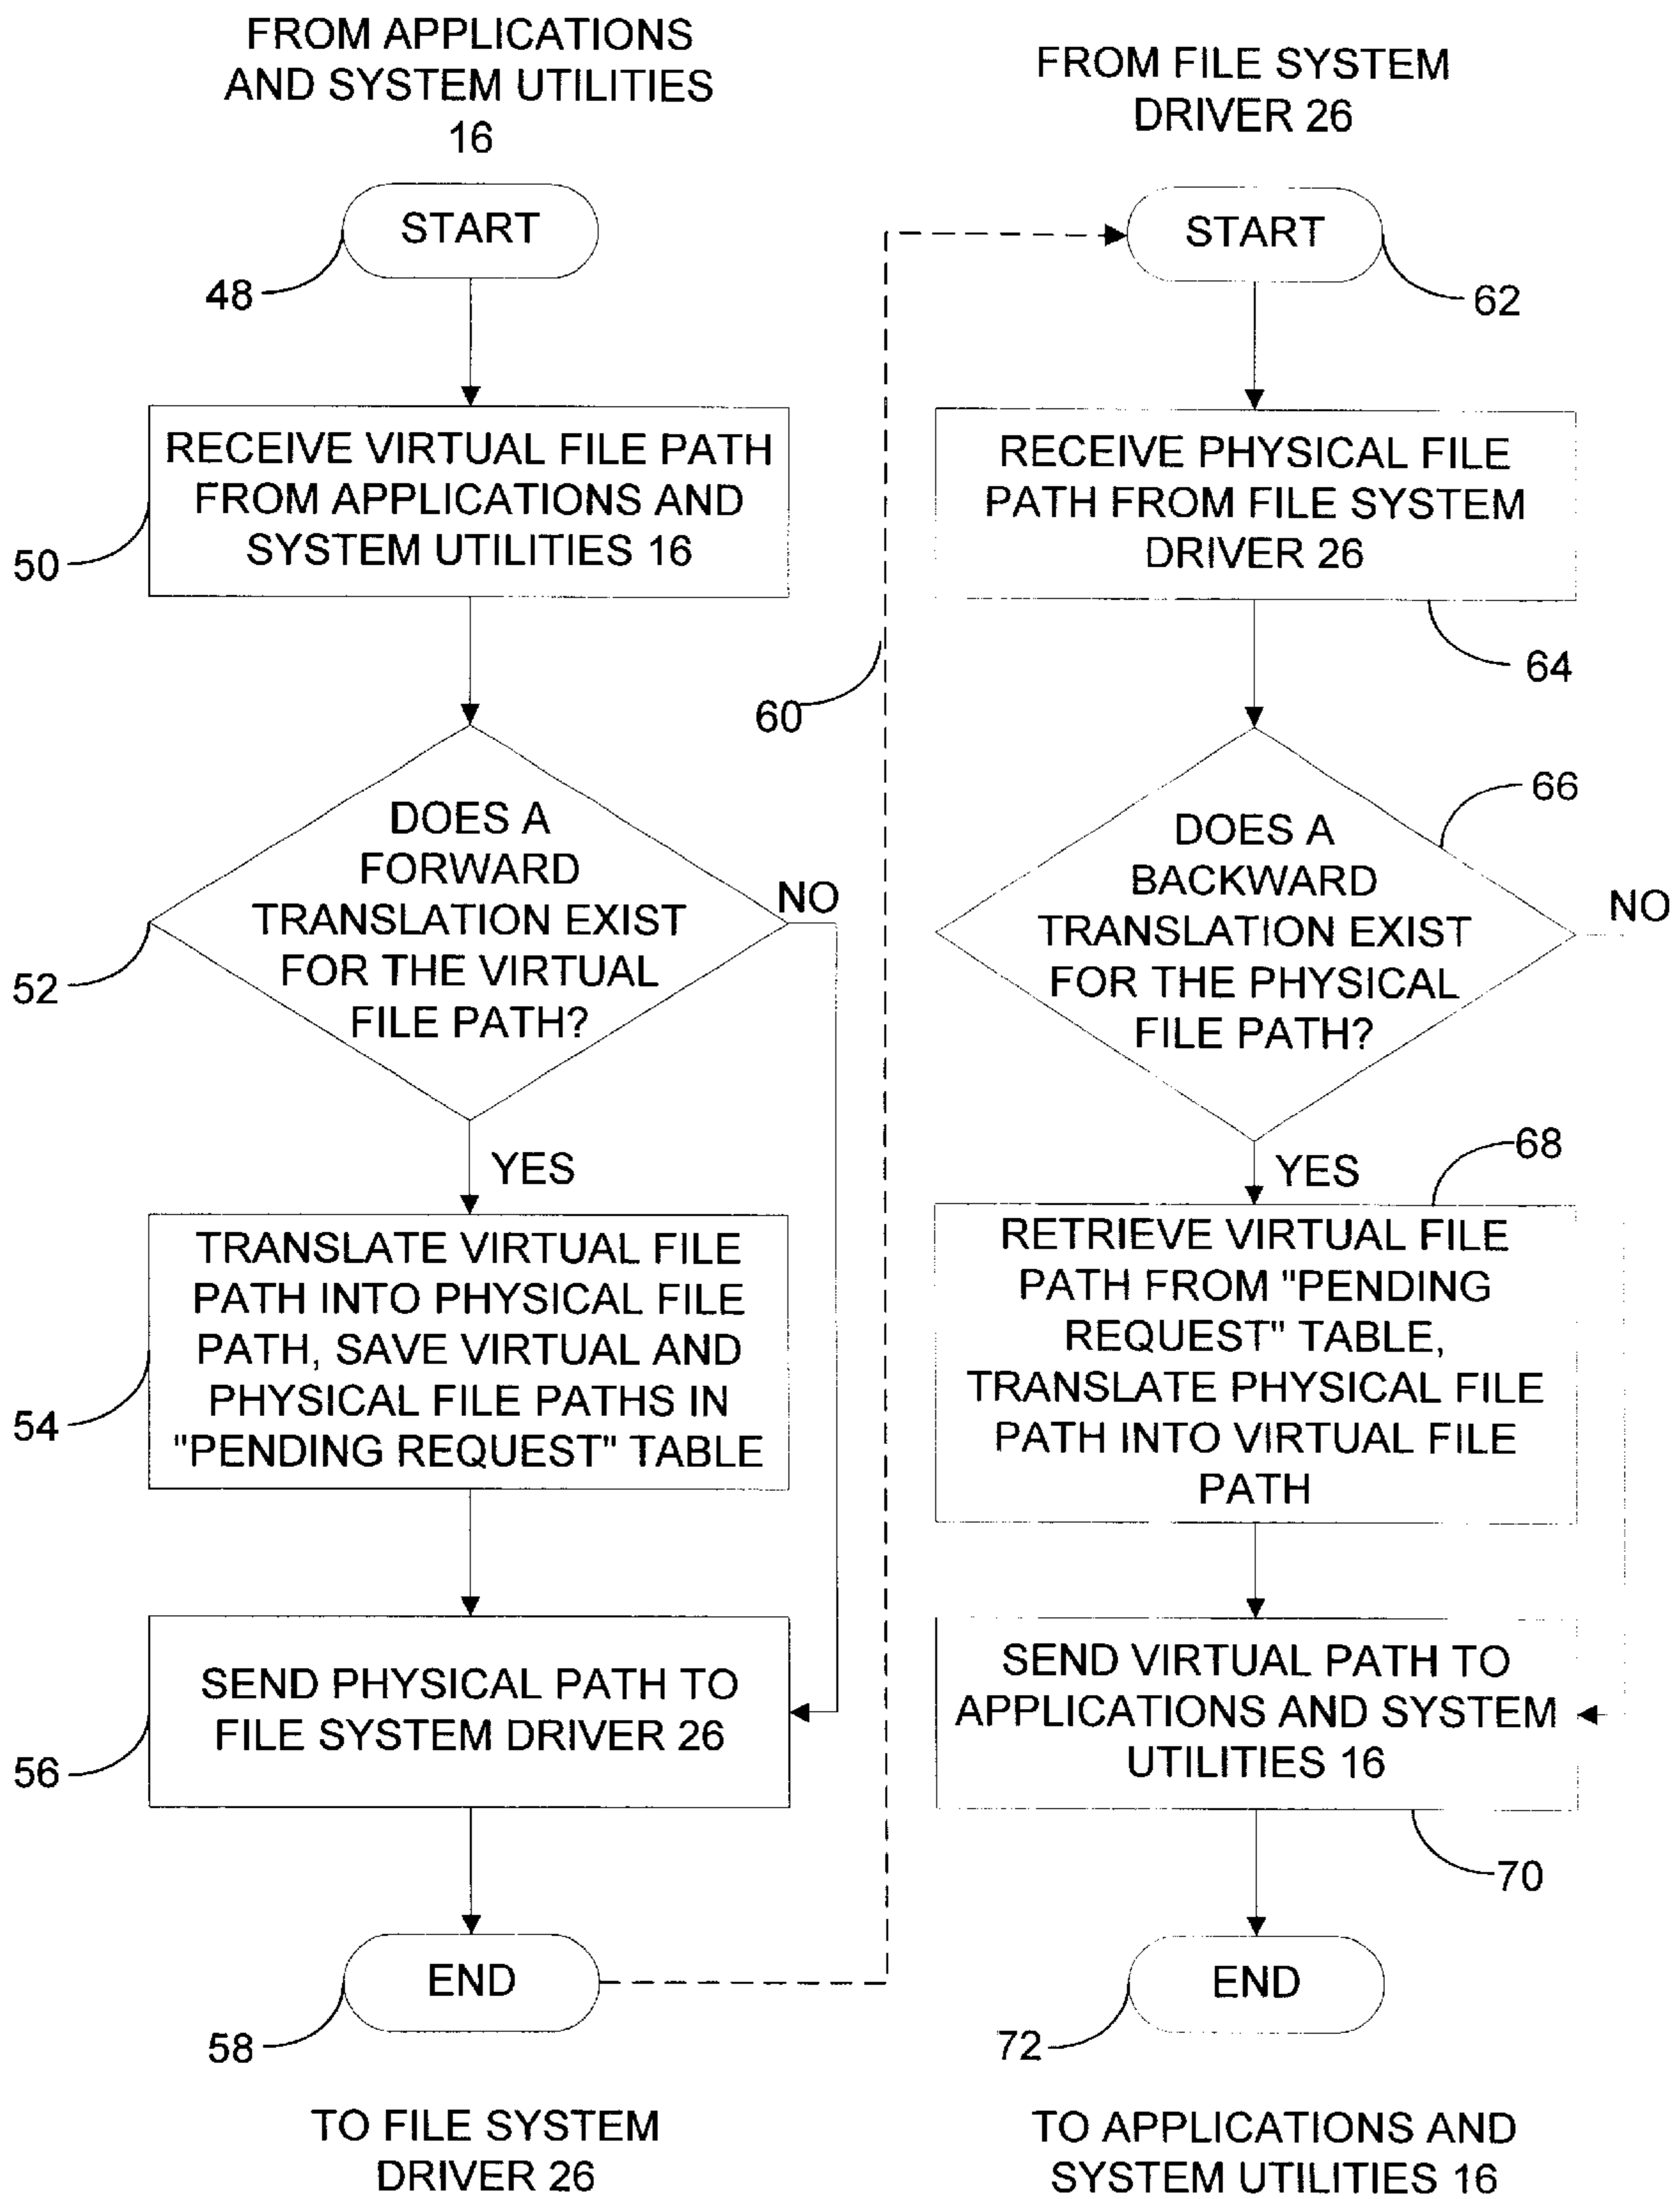 FROM APPLICATIONS
AND SYSTEM UTILITIES
16
START
48
RECEIVE VIRTUAL FILE PATH
FROM APPLICATIONS AND
SYSTEM UTILITIES 16
50
DOES A
FORWARD
TRANSLATION EXIST
FOR THE VIRTUAL
FILE PATH?
NO
52
YES
TRANSLATE VIRTUAL FILE
PATH INTO PHYSICAL FILE
PATH, SAVE VIRTUAL AND
PHYSICAL FILE PATHS IN
"PENDING REQUEST" TABLE
54
SEND PHYSICAL PATH TO
FILE SYSTEM DRIVER 26
56
END
58
TO FILE SYSTEM
DRIVER 26
60
FROM FILE SYSTEM
DRIVER 26
START
62
RECEIVE PHYSICAL FILE
PATH FROM FILE SYSTEM
DRIVER 26
64
66
DOES A
BACKWARD
TRANSLATION EXIST
FOR THE PHYSICAL
FILE PATH?
NO
YES
68
RETRIEVE VIRTUAL FILE
PATH FROM "PENDING
REQUEST" TABLE,
TRANSLATE PHYSICAL FILE
PATH INTO VIRTUAL FILE
PATH
SEND VIRTUAL PATH TO
APPLICATIONS AND SYSTEM
UTILITIES 16
70
END
72
TO APPLICATIONS AND
SYSTEM UTILITIES 16